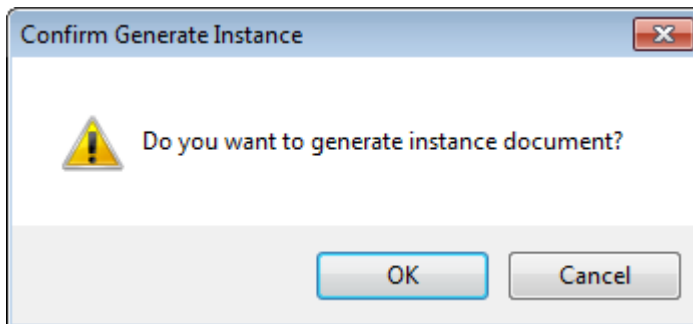 Confirm Generate Instance
Do you want to generate instance document?
OK
Cancel